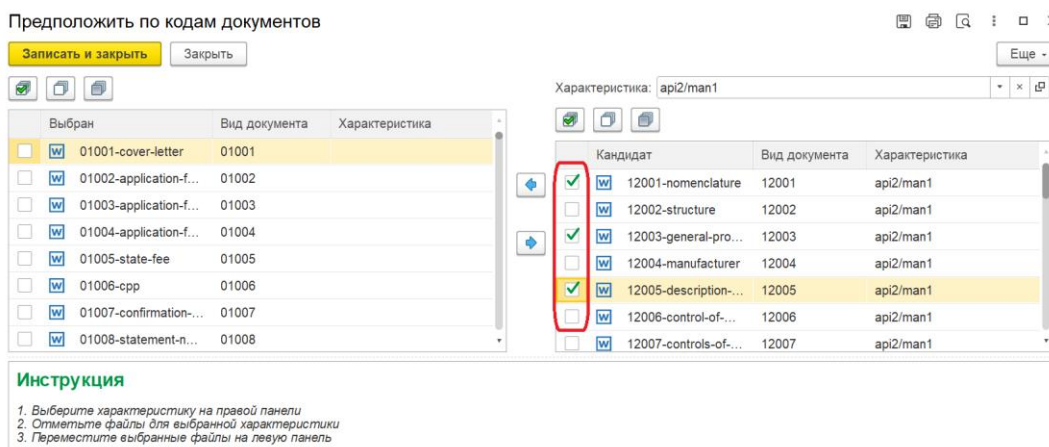 Предположить по кодам документов
Записать и закрыть Закрыть Еще
Характеристика: api2/man1
Выбран Вид документа Характеристика
01001-cover-letter 01001
01002-application-f... 01002
01003-application-f... 01003
01004-application-f... 01004
01005-state-fee 01005
01006-cpp 01006
01007-confirmation-... 01007
01008-statement-n... 01008
Кандидат Вид документа Характеристика
12001-nomenclature 12001 api2/man1
12002-structure 12002 api2/man1
12003-general-pro... 12003 api2/man1
12004-manufacturer 12004 api2/man1
12005-description-... 12005 api2/man1
12006-control-of-... 12006 api2/man1
12007-controls-of-... 12007 api2/man1
Инструкция
1. Выберите характеристику на правой панели
2. Отметьте файлы для выбранной характеристики
3. Переместите выбранные файлы на левую панель